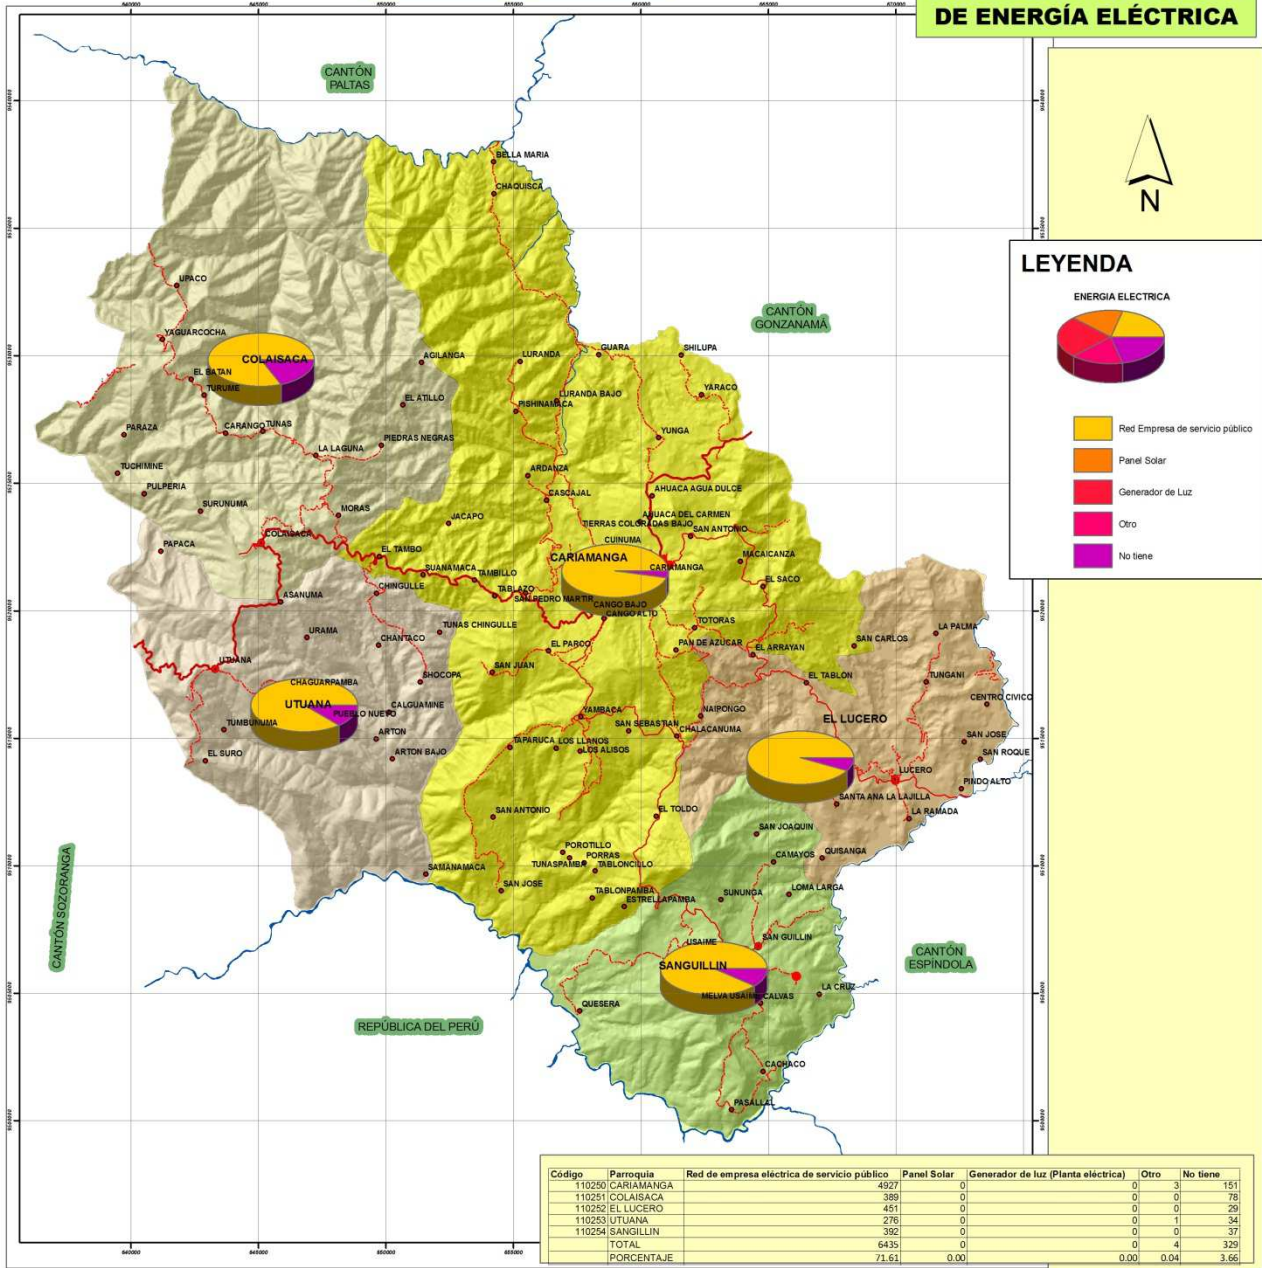 DE ENERGÍA ELÉCTRICA
CANTÓN
PALTAS
BELLA MARIA
CHAQUISCA
N
LEYENDA
ENERGIA ELECTRICA
Red Empresa de servicio público
Panel Solar
Generador de Luz
Otro
No tiene
UPACO
CANTÓN
GONZANAMÁ
YAGUARCOCHA
COLAISACA
AGILANGA
LURANDA
GUARA
SHILUPA
EL BATAN
TURUME
EL ATILLO
LURANDA BAJO
YARACO
PISHINAMACA
PARAZA
CARANGO
TUNAS
PIEDRAS NEGRAS
YUNGA
LA LAGUNA
TUCHIMINE
ARDANZA
PULPERIA
CASCAJAL
AHUACA AGUA DULCE
SURUNUMA
MORAS
JACAPO
AHUACA DEL CARMEN
TIERRAS COLORADAS BAJO
SAN ANTONIO
COLAISACA
CUINUMA
PAPACA
EL TAMBO
CARIAMANGA
MACAICANZA
CARIAMANGA
SUANAMACA
TAMBILLO
EL SACO
CHINGULLE
TABLAZO
SAN PEDRO MARTIR
ASANUMA
CANGO BAJO
CANGO ALTO
TOTORAS
LA PALMA
URAMA
TUNAS CHINGULLE
CHANTACO
EL PARCO
PAN DE AZUCAR
EL ARRAYAN
SAN CARLOS
UTUANA
SAN JUAN
CHAGUARPAMBA
SHOCOPA
EL TABLON
TUNGANI
UTUANA
PUEBLO NUEVO
CALGUAMINE
YAMBACA
NAIPONGO
CENTRO CIVICO
EL LUCERO
TUMBUNUMA
SAN SEBASTIAN
CHALACANUMA
ARTON
TAPARUCA
LOS LLANOS
LOS ALISOS
SAN JOSE
EL SURO
ARTON BAJO
SAN ROQUE
LUCERO
PINDO ALTO
SANTA ANA LA LAJILLA
SAN ANTONIO
EL TOLDO
LA RAMADA
SAN JOAQUIN
POROTILLO
TUNASPAMBA
PORRAS
TABLONCILLO
CAMAYOS
QUISANGA
SAMANAMACA
SAN JOSE
TABLONPAMBA
ESTRELLAPAMBA
SUNUNGA
LOMA LARGA
CANTÓN SOZORANGA
USAIME
SAN GUILLIN
CANTÓN
ESPÍNDOLA
SANGUILLIN
MELVA USAIME CALVAS
LA CRUZ
QUESERA
REPÚBLICA DEL PERÚ
CACHACO
PASALLAL
Código Parroquia Red de empresa eléctrica de servicio público Panel Solar Generador de luz (Planta eléctrica) Otro No tiene
110250 CARIAMANGA 4927 0 0 3 151
110251 COLAISACA 389 0 0 0 78
110252 EL LUCERO 451 0 0 0 29
110253 UTUANA 276 0 0 1 34
110254 SANGILLIN 392 0 0 0 37
TOTAL 6435 0 0 4 329
PORCENTAJE 71.61 0.00 0.00 0.04 3.66